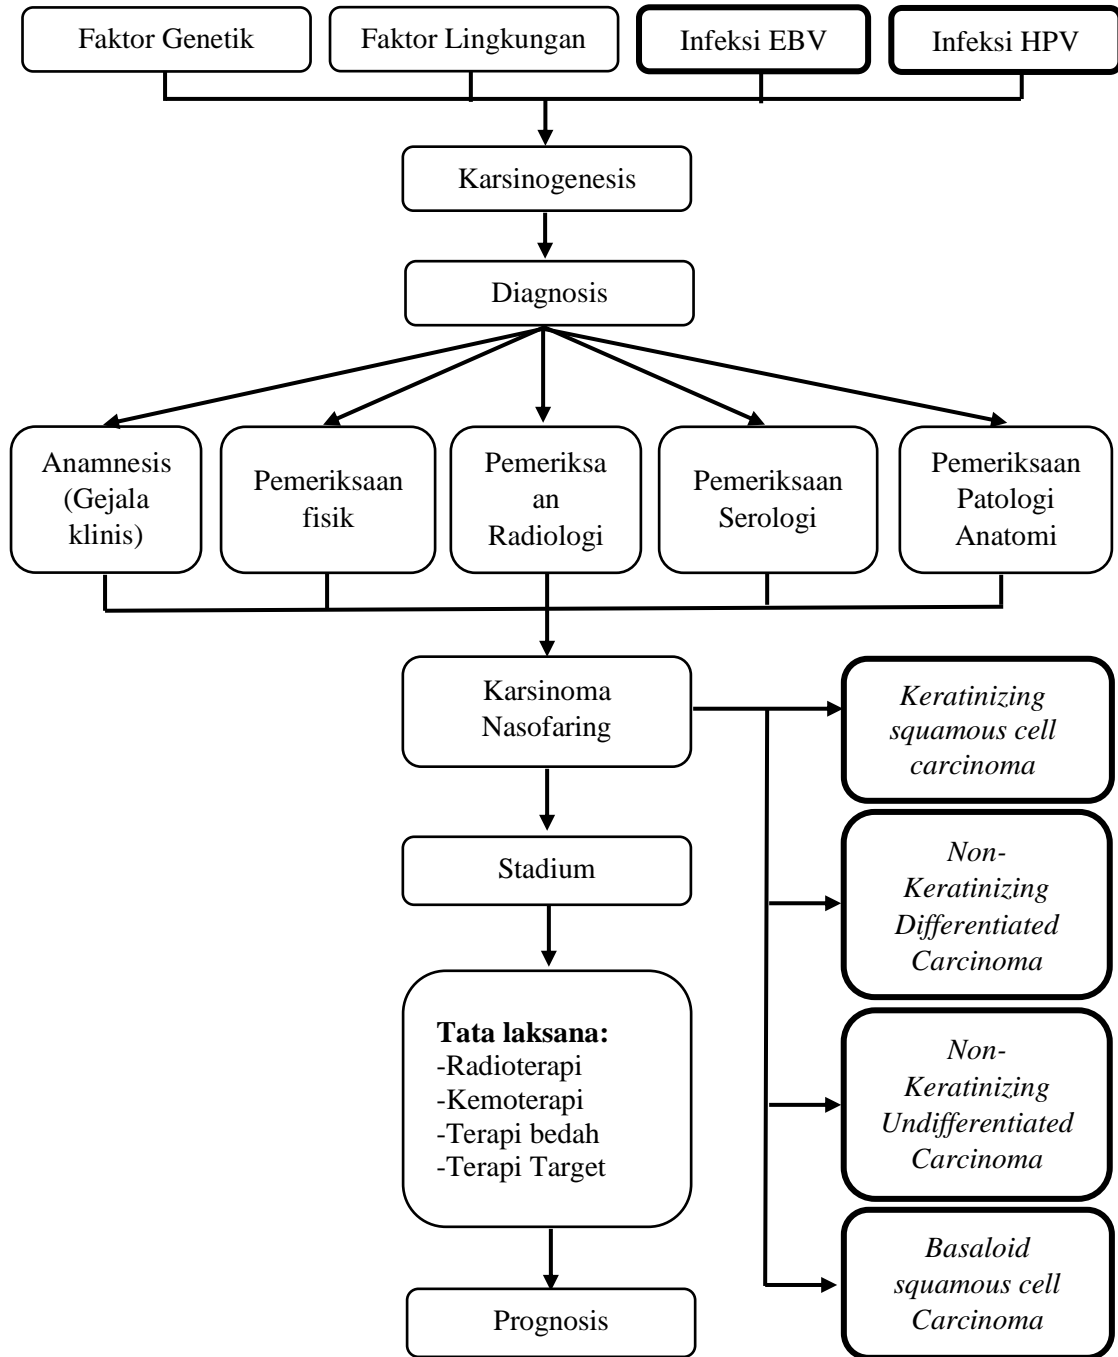 Faktor Genetik
Faktor Lingkungan
Infeksi EBV
Infeksi HPV
Karsinogenesis
Diagnosis
Anamnesis
(Gejala
klinis)
Pemeriksaan
fisik
Pemeriksa
an
Radiologi
Pemeriksaan
Serologi
Pemeriksaan
Patologi
Anatomi
Karsinoma
Nasofaring
Keratinizing
squamous cell
carcinoma
Non-
Keratinizing
Differentiated
Carcinoma
Stadium
Non-
Keratinizing
Undifferentiated
Carcinoma
Tata laksana:
-Radioterapi
-Kemoterapi
-Terapi bedah
-Terapi Target
Basaloid
squamous cell
Carcinoma
Prognosis